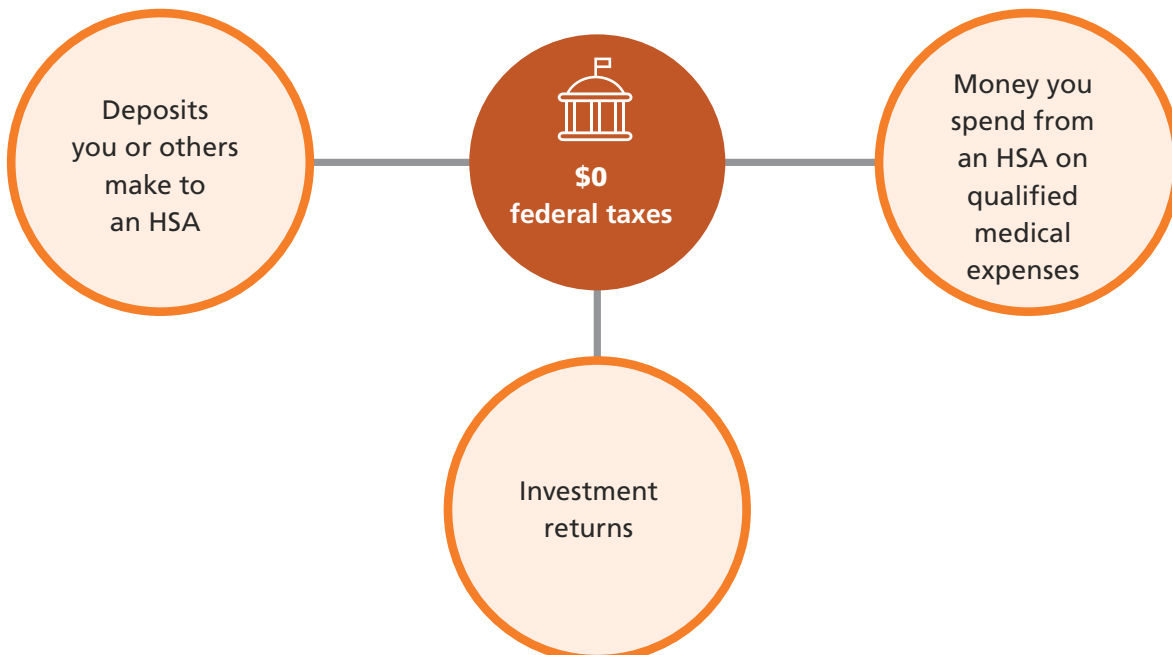 Deposits
you or others
make to
an HSA
$0
federal taxes
Money you
spend from
an HSA on
qualified
medical
expenses
Investment
returns